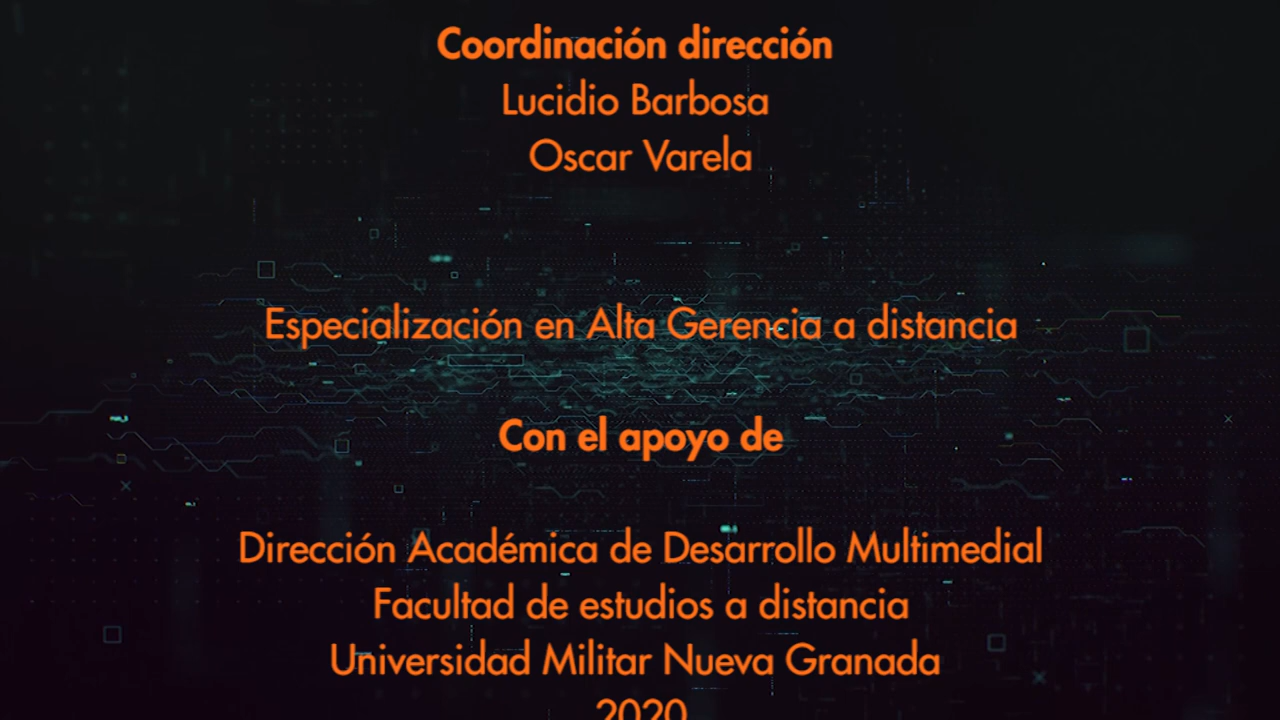 Coordinación dirección
Lucidio Barbosa
Oscar Varela
Especialización en Alta Gerencia a distancia
Con el apoyo de
Dirección Académica de Desarrollo Multimedial
Facultad de estudios a distancia
Universidad Militar Nueva Granada
2020